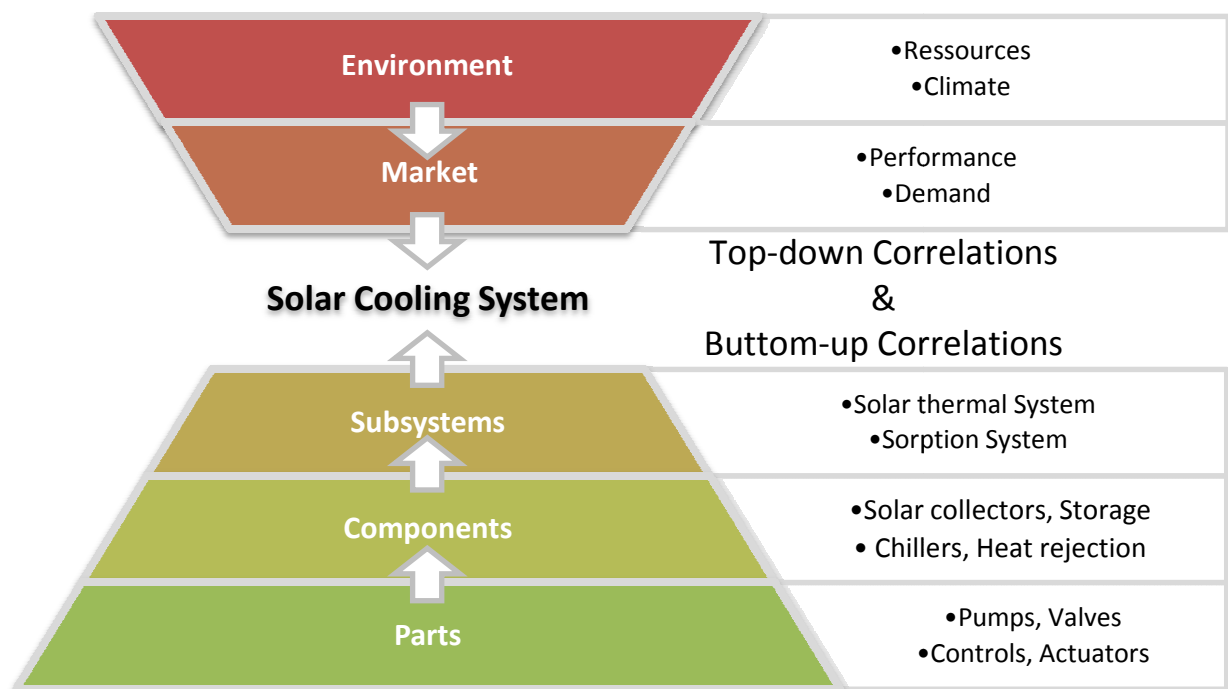 Environment
•Ressources
•Climate
Market
•Performance
•Demand
Solar Cooling System
Top-down Correlations
&
Buttom-up Correlations
Subsystems
•Solar thermal System
•Sorption System
Components
•Solar collectors, Storage
• Chillers, Heat rejection
Parts
•Pumps, Valves
•Controls, Actuators